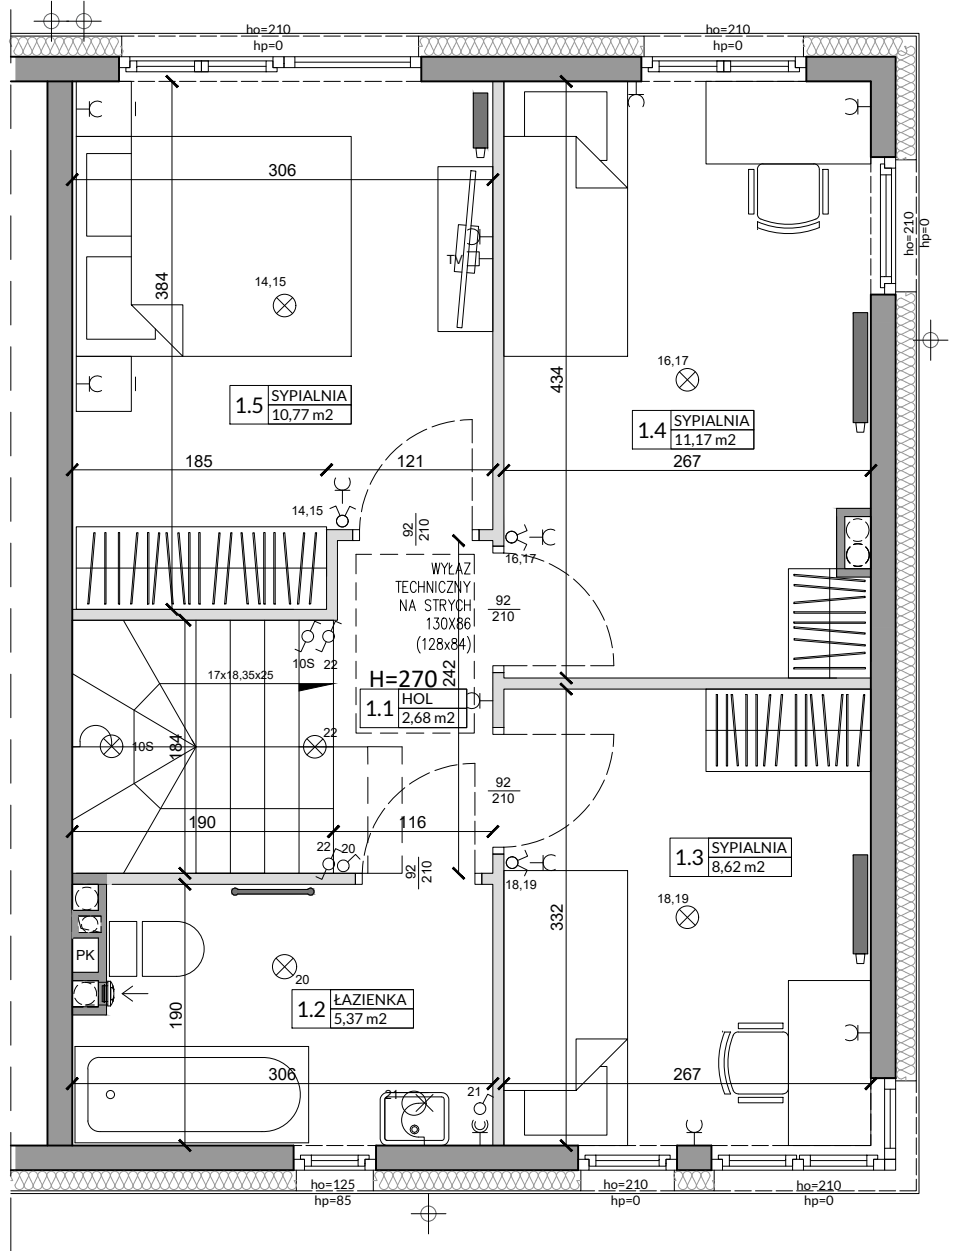 ho=210
hp=0
ho=210
hp=0
306
384
14,15
TV
ho=210
hp=0
16,17
434
1.5
SYPIALNIA
10,77 m2
1.4
SYPIALNIA
11,17 m2
185
121
267
14,15
92
210
16,17
WYŁAZ
TECHNICZNY
NA STRYCH
130X86
(128x84)
92
210
10S
22
17x18,35x25
242
H=270
1.1
HOL
2,68 m2
10S
184
22
92
210
190
116
22
20
92
210
1.3
SYPIALNIA
8,62 m2
18,19
18,19
332
PK
20
1.2
ŁAZIENKA
5,37 m2
190
306
267
21
21
ho=125
hp=85
ho=210
hp=0
ho=210
hp=0